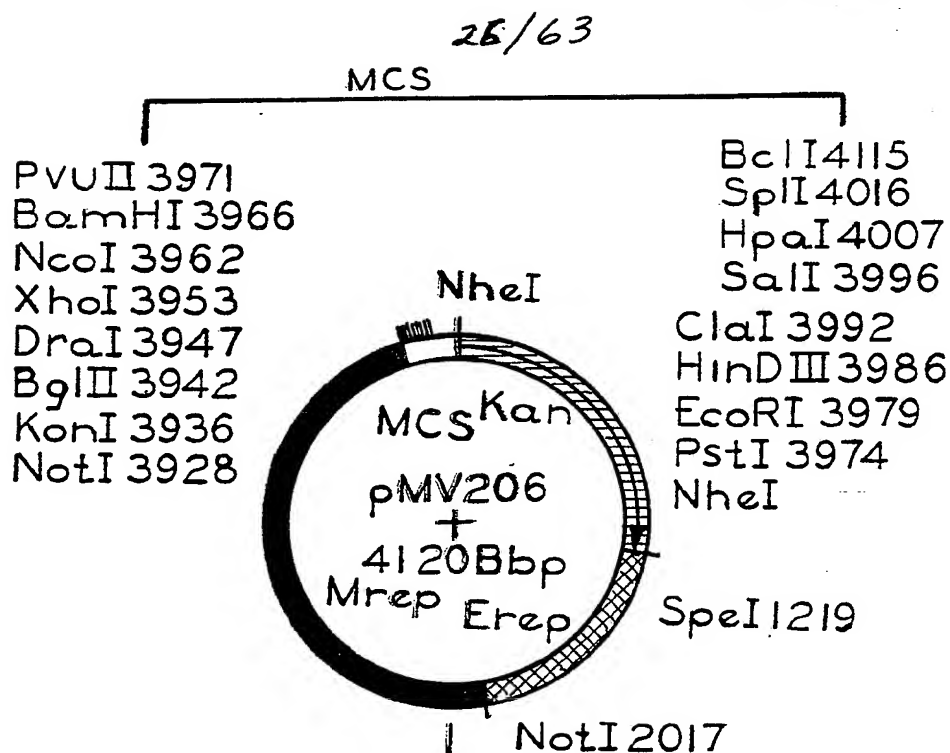 26/63
MCS
PvuII 3971
BamHI 3966
NcoI 3962
XhoI 3953
DraI 3947
BglII 3942
KonI 3936
NotI 3928
BclI 4115
SplI 4016
HpaI 4007
SalI 3996
ClaI 3992
HinDIII 3986
EcoRI 3979
PstI 3974
NheI
NheI
Kan
MCS
pMV206
4120Bbp
Mrep
Erep
SpeI 1219
NotI 2017